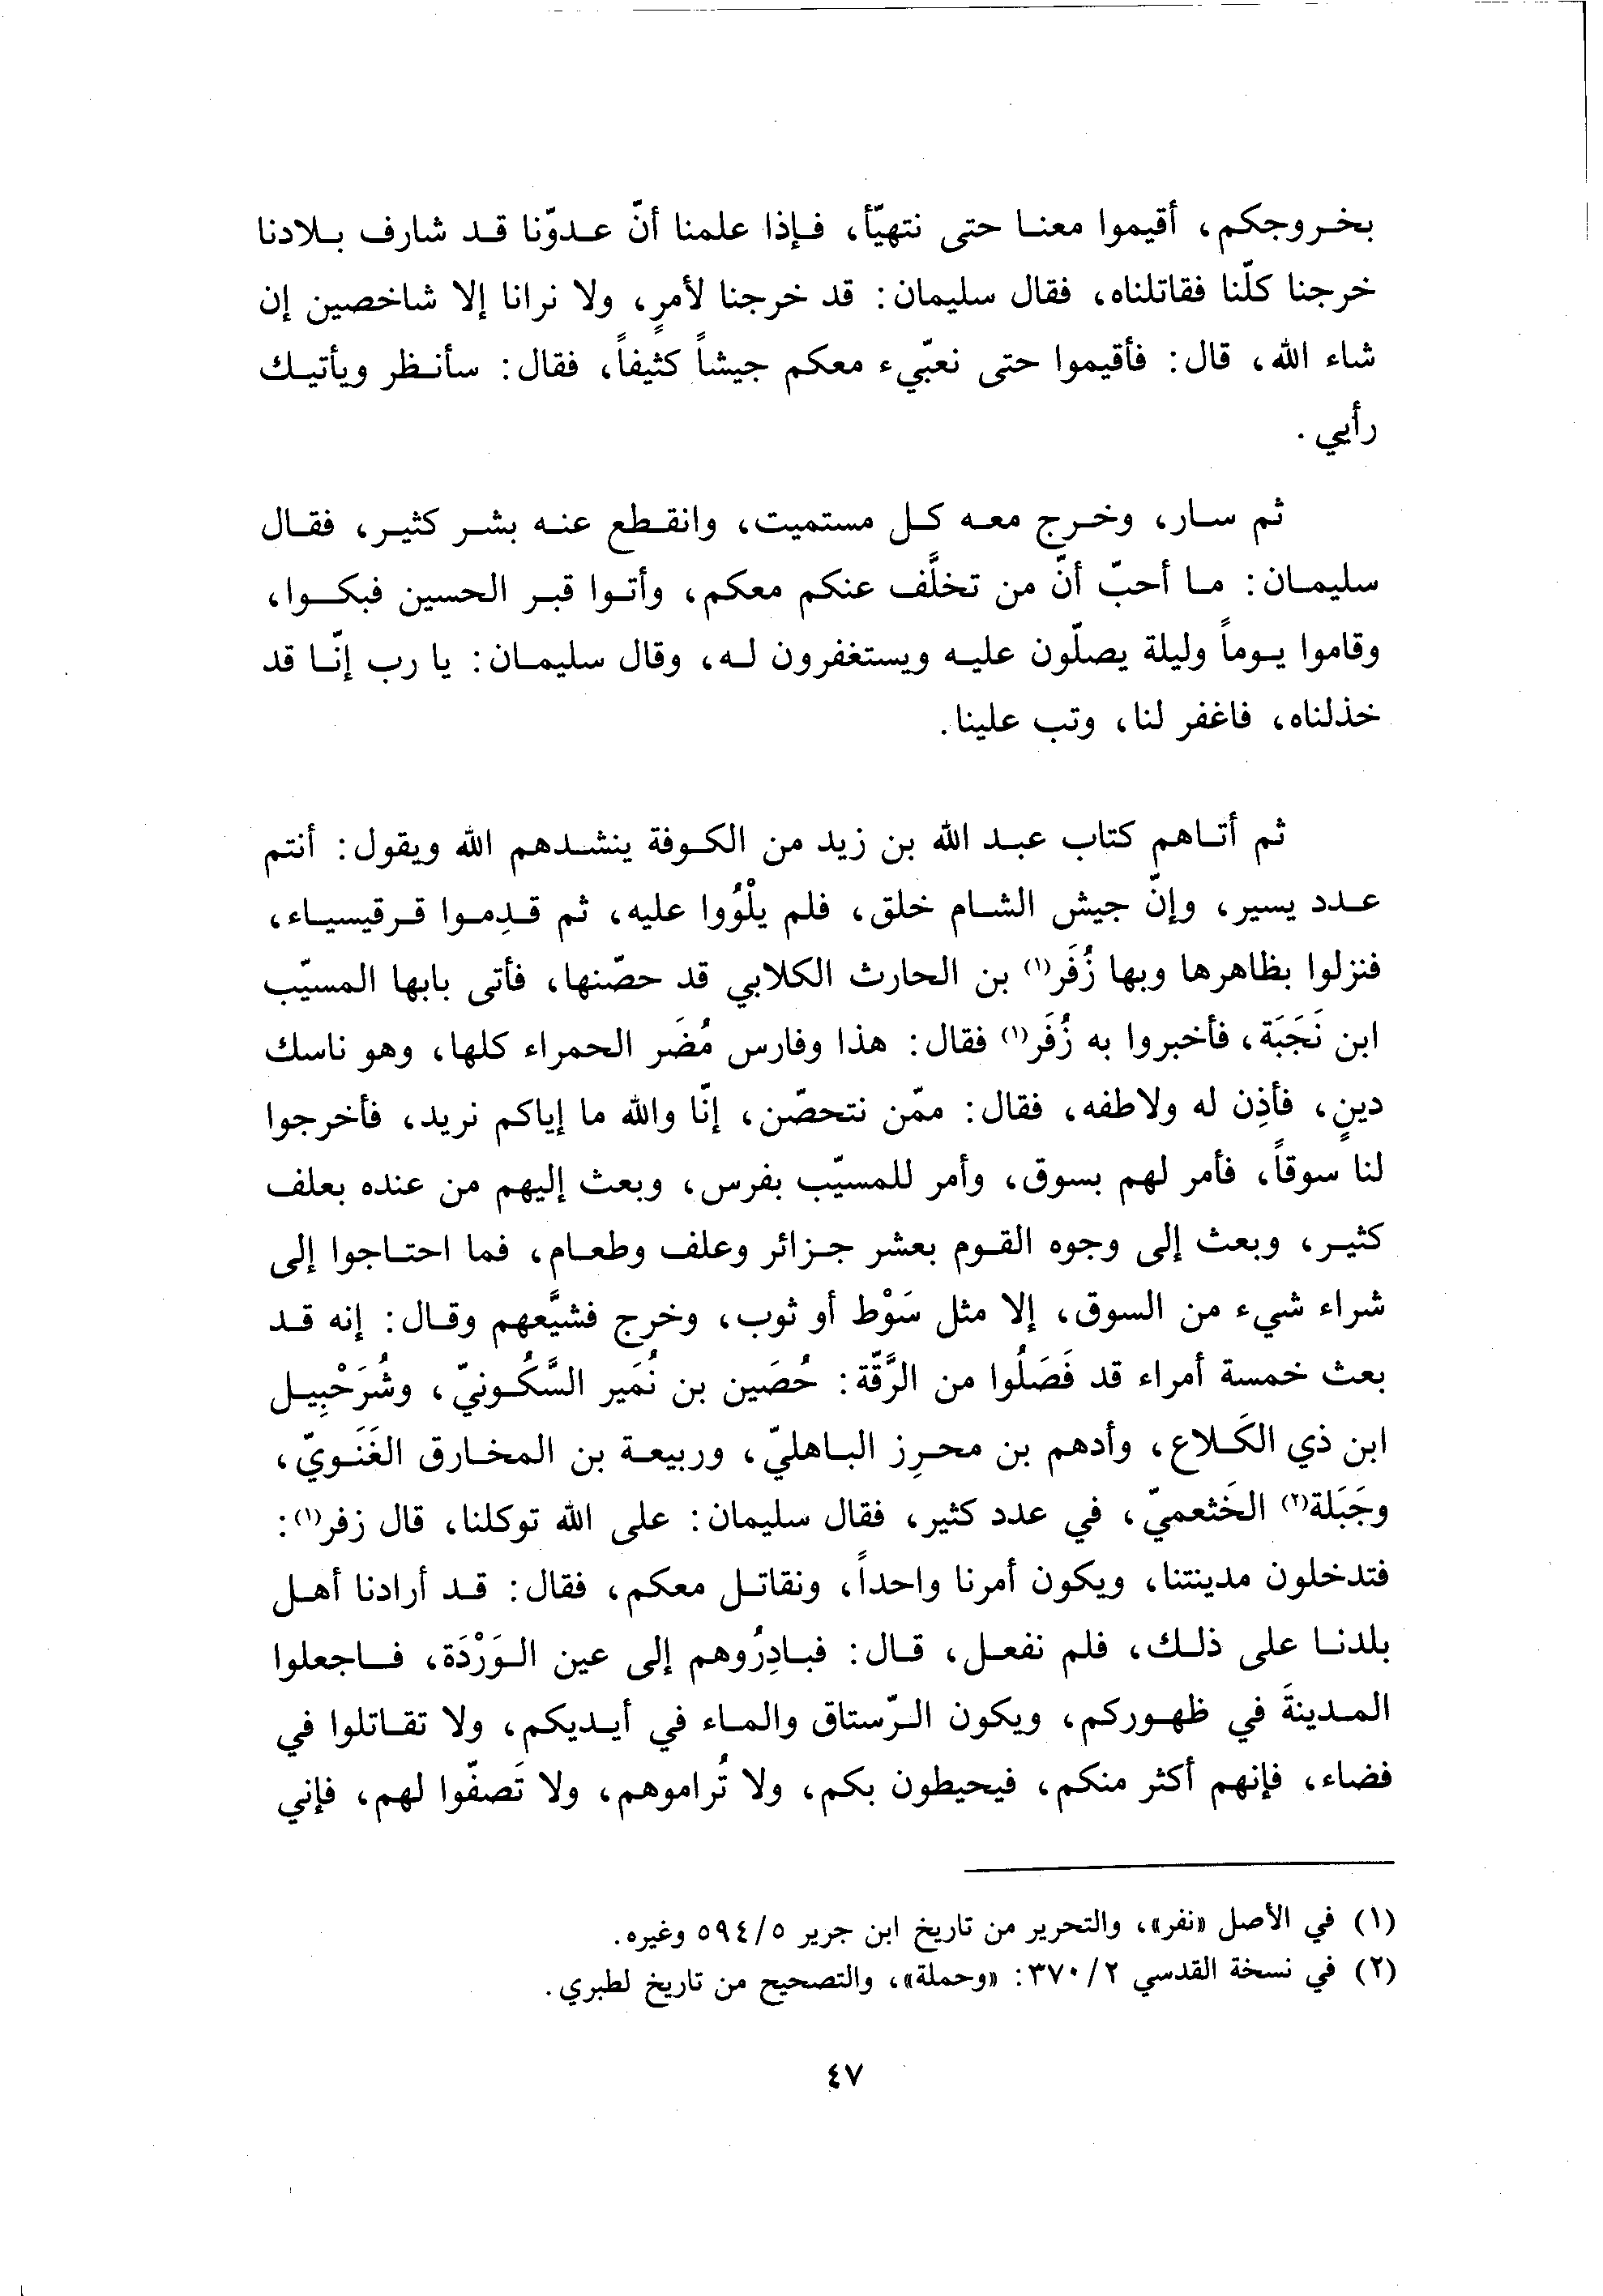 بخروجكم، أقيموا معنا حتى نتهيّأ، فإذا علمنا أنّ عدوّنا قد شارف بلادنا
خرجنا كلّنا فقاتلناه، فقال سليمان: قد خرجنا لأمرٍ، ولا نرانا إلا شاخصين إن
شاء الله، قال: فأقيموا حتى نعبّيء معكم جيشاً كثيفاً، فقال: سأنظر ويأتيك
رأيي.
ثم سار، وخرج معه كل مستميت، وانقطع عنه بشر كثير، فقال
سليمان: ما أحبّ أنّ من تخلَّف عنكم معكم، وأتوا قبر الحسين فبكوا،
وقاموا يوماً وليلة يصلّون عليه ويستغفرون له، وقال سليمان: يا رب إنّا قد
خذلناه، فاغفر لنا، وتب علينا.
ثم أتاهم كتاب عبد الله بن زيد من الكوفة ينشدهم الله ويقول: أنتم
عدد يسير، وإنّ جيش الشام خلق، فلم يلْوُوا عليه، ثم قدِموا قرقيسياء،
فنزلوا بظاهرها وبها زُفَر(١) بن الحارث الكلابي قد حصّنها، فأتى بابها المسيّب
ابن نَجَبَة، فأخبروا به زُفَر(١) فقال: هذا وفارس مُضَر الحمراء كلها، وهو ناسك
دينٍ، فأذِن له ولاطفه، فقال: ممّن نتحصّن، إنّا والله ما إياكم نريد، فأخرجوا
لنا سوقاً، فأمر لهم بسوق، وأمر للمسيّب بفرس، وبعث إليهم من عنده بعلف
كثير، وبعث إلى وجوه القوم بعشر جزائر وعلف وطعام، فما احتاجوا إلى
شراء شيء من السوق، إلا مثل سَوْط أو ثوب، وخرج فشيَّعهم وقال: إنه قد
بعث خمسة أمراء قد فَصَلُوا من الرَّقّة: حُصَين بن نُمَير السَّكُونيّ، وشُرَحْبِيل
ابن ذي الكَلاع، وأدهم بن محرِز الباهليّ، وربيعة بن المخارق الغَنَويّ،
وجَبَلة(٢) الخَثعميّ، في عدد كثير، فقال سليمان: على الله توكلنا، قال زفر(١):
فتدخلون مدينتنا، ويكون أمرنا واحداً، ونقاتل معكم، فقال: قد أرادنا أهل
بلدنا على ذلك، فلم نفعل، قال: فبادِرُوهم إلى عين الوَرْدَة، فاجعلوا
المدينةَ في ظهوركم، ويكون الرّستاق والماء في أيديكم، ولا تقاتلوا في
فضاء، فإنهم أكثر منكم، فيحيطون بكم، ولا تُراموهم، ولا تَصفّوا لهم، فإني
(١) في الأصل «نفر»، والتحرير من تاريخ ابن جرير ٥/٥٩٤ وغيره.
(٢) في نسخة القدسي ٢/٣٧٠: «وحملة»، والتصحيح من تاريخ لطبري.
٤٧